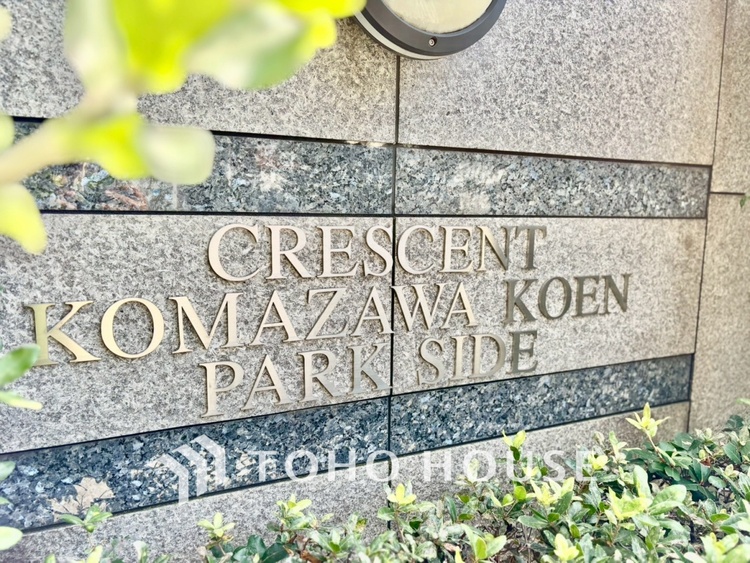 CRESCENT
KOMAZAWA KOEN
PARK SIDE
TOHO HOUSE